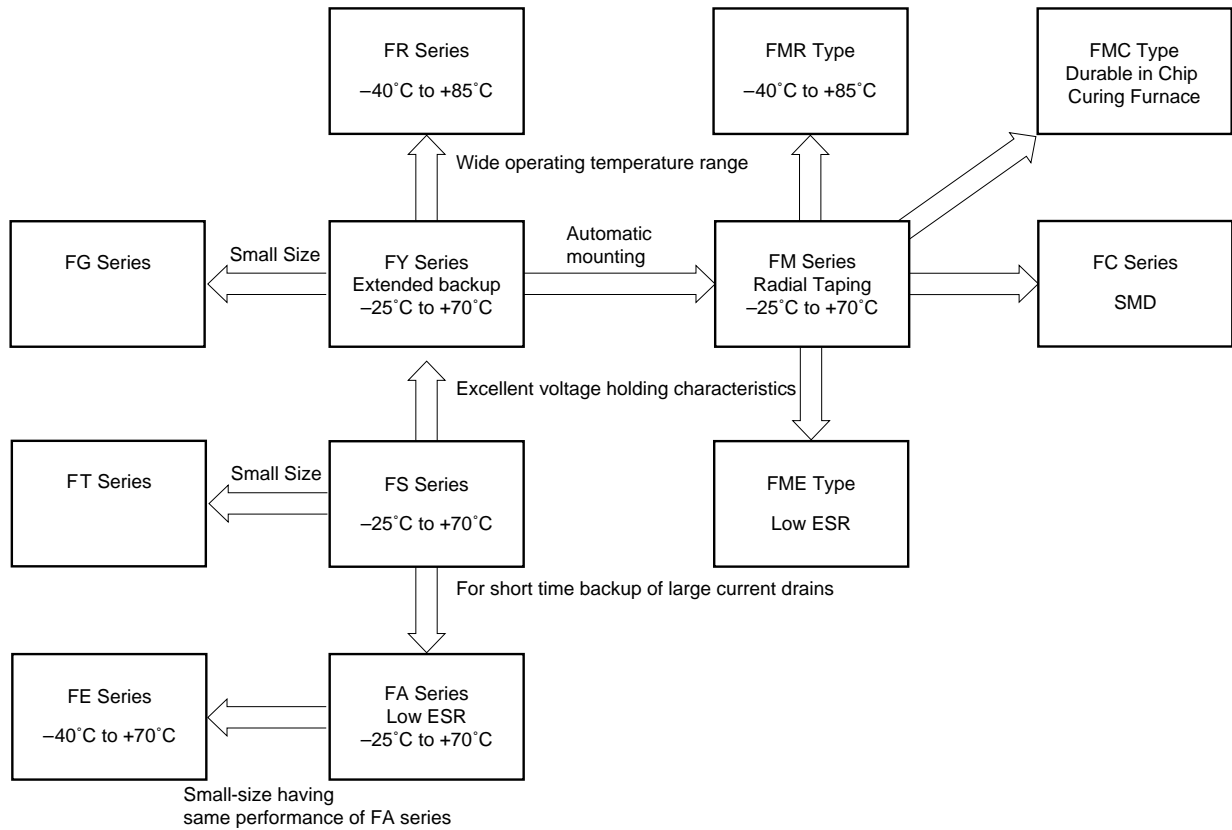 FR Series
–40˚C to +85˚C
FMR Type
–40˚C to +85˚C
FMC Type
Durable in Chip
Curing Furnace
Wide operating temperature range
FG Series
Small Size
FY Series
Extended backup
–25˚C to +70˚C
Automatic
mounting
FM Series
Radial Taping
–25˚C to +70˚C
FC Series
SMD
Excellent voltage holding characteristics
FT Series
Small Size
FS Series
–25˚C to +70˚C
FME Type
Low ESR
For short time backup of large current drains
FE Series
–40˚C to +70˚C
FA Series
Low ESR
–25˚C to +70˚C
Small-size having
same performance of FA series